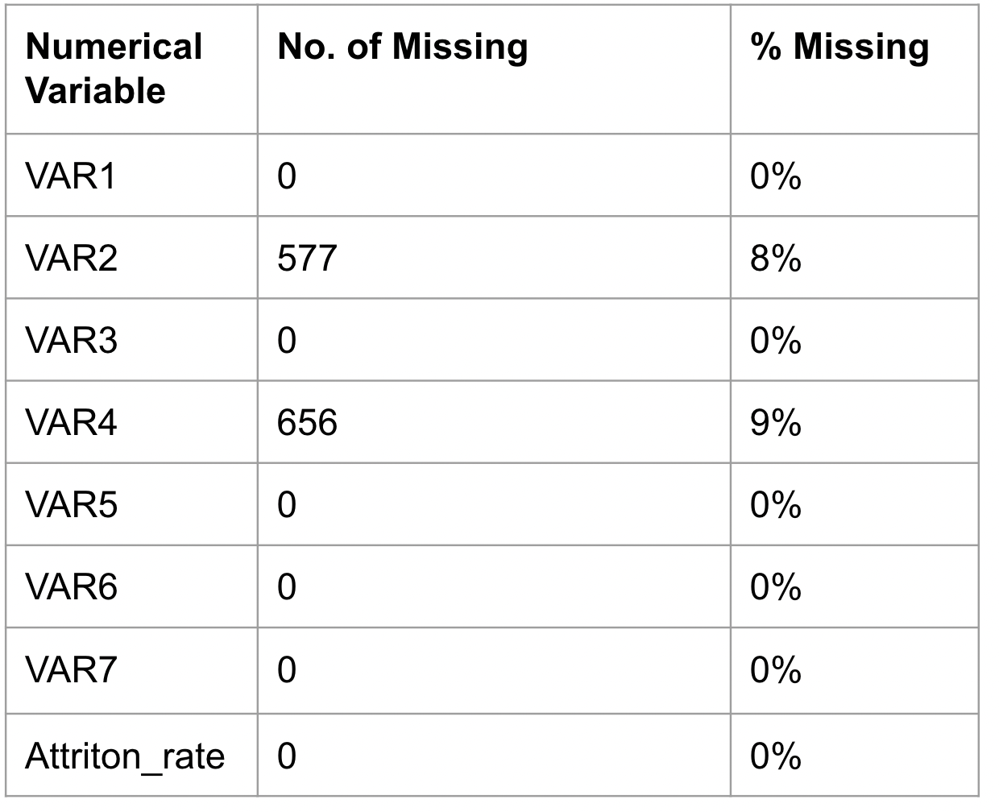 Numerical No. of Missing % Missing
Variable
VAR1 0 0%
VAR2 577 8%
VAR3 0 0%
VAR4 656 9%
VAR5 0 0%
VAR6 0 0%
VAR7 0 0%
Attriton_rate 0 0%